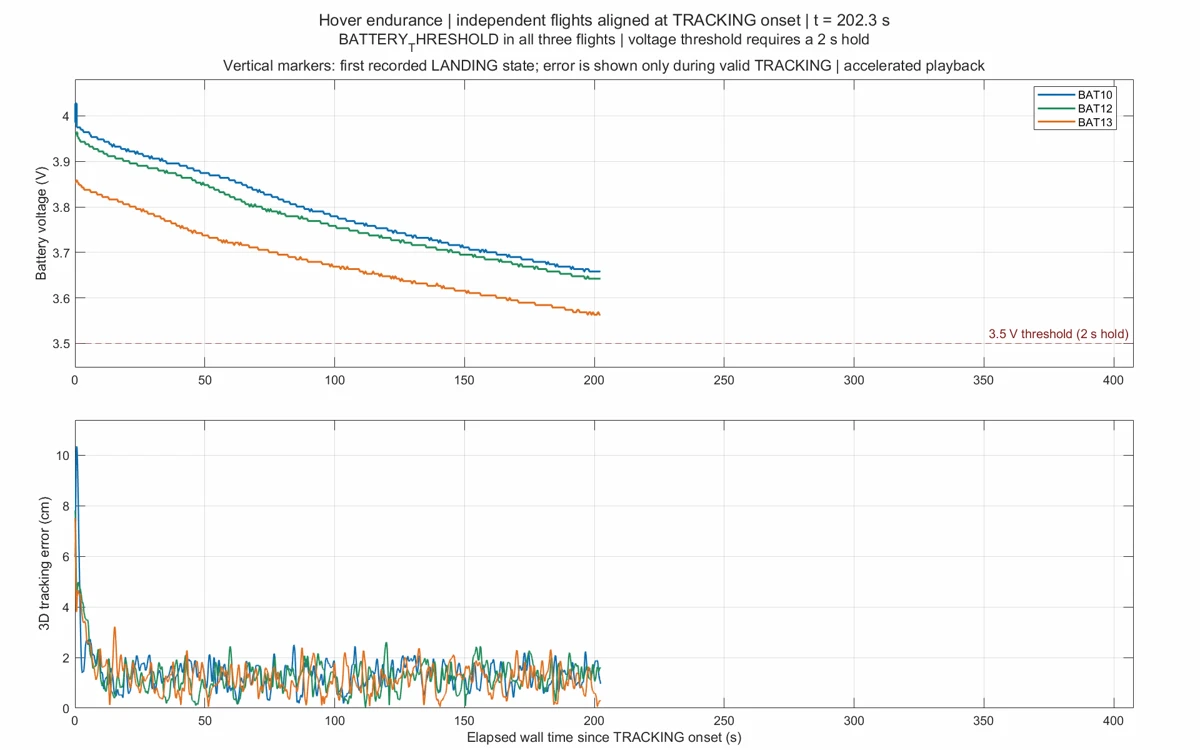 Hover endurance | independent flights aligned at TRACKING onset | t = 202.3 s
BATTERY_THRESHOLD in all three flights | voltage threshold requires a 2 s hold
Vertical markers: first recorded LANDING state; error is shown only during valid TRACKING | accelerated playback
BAT10
BAT12
BAT13
Battery voltage (V)
4
3.9
3.8
3.7
3.6
3.5
3.5 V threshold (2 s hold)
0 50 100 150 200 250 300 350 400
3D tracking error (cm)
10
8
6
4
2
0
0 50 100 150 200 250 300 350 400
Elapsed wall time since TRACKING onset (s)